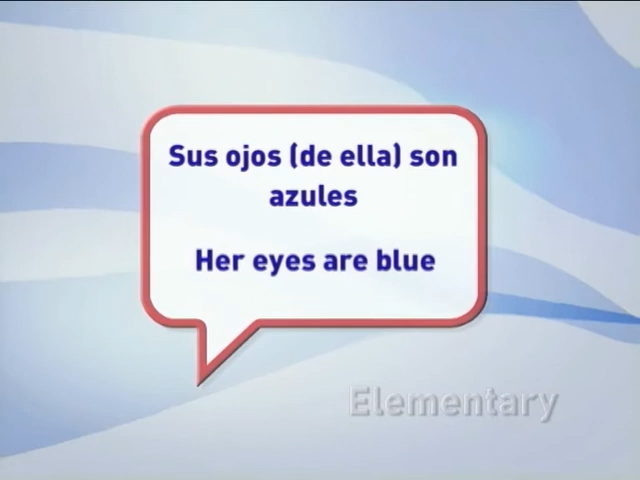 Sus ojos (de ella) son
azules
Her eyes are blue
Elementary